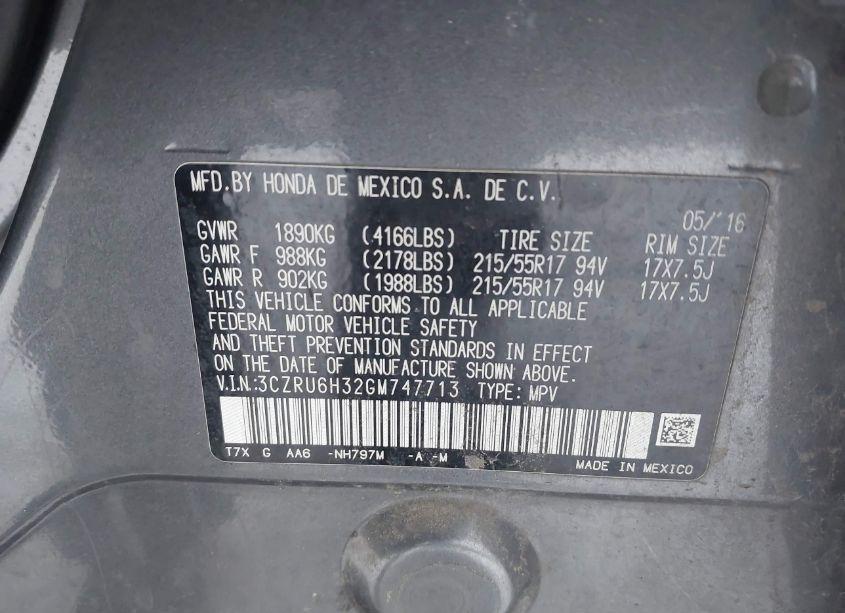 MFD.BY HONDA DE MEXICO S.A. DE C.V.
05/'16
GVWR 1890KG (4166LBS) TIRE SIZE RIM SIZE
GAWR F 988KG (2178LBS) 215/55R17 94V 17X7.5J
GAWR R 902KG (1988LBS) 215/55R17 94V 17X7.5J
THIS VEHICLE CONFORMS TO ALL APPLICABLE
FEDERAL MOTOR VEHICLE SAFETY
AND THEFT PREVENTION STANDARDS IN EFFECT
ON THE DATE OF MANUFACTURE SHOWN ABOVE.
V.I.N.:3CZRU6H32GM747713 TYPE: MPV
T7X G AA6 -NH797M -A -M
MADE IN MEXICO